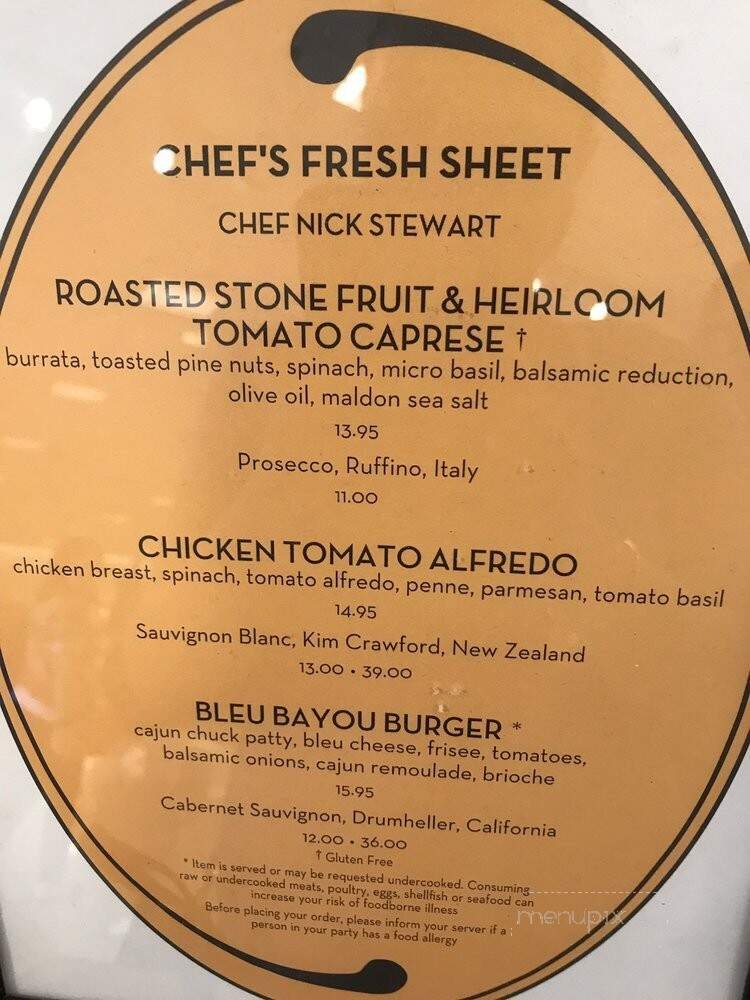 CHEF'S FRESH SHEET
CHEF NICK STEWART
ROASTED STONE FRUIT & HEIRLOOM
TOMATO CAPRESE †
burrata, toasted pine nuts, spinach, micro basil, balsamic reduction,
olive oil, maldon sea salt
13.95
Prosecco, Ruffino, Italy
11.00
CHICKEN TOMATO ALFREDO
chicken breast, spinach, tomato alfredo, penne, parmesan, tomato basil
14.95
Sauvignon Blanc, Kim Crawford, New Zealand
13.00 • 39.00
BLEU BAYOU BURGER *
cajun chuck patty, bleu cheese, frisee, tomatoes,
balsamic onions, cajun remoulade, brioche
15.95
Cabernet Sauvignon, Drumheller, California
12.00 • 36.00
† Gluten Free
* Item is served or may be requested undercooked. Consuming
raw or undercooked meats, poultry, eggs, shellfish or seafood can
increase your risk of foodborne illness
Before placing your order, please inform your server if a
person in your party has a food allergy
menupix